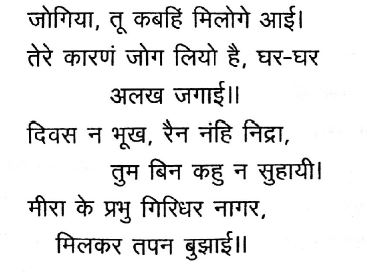 जोगिया, तू कबहिं मिलोगे आई।
तेरे कारणं जोग लियो है, घर-घर
अलख जगाई॥
दिवस न भूख, रैन नंहि निद्रा,
तुम बिन कहु न सुहायी।
मीरा के प्रभु गिरिधर नागर,
मिलकर तपन बुझाई॥